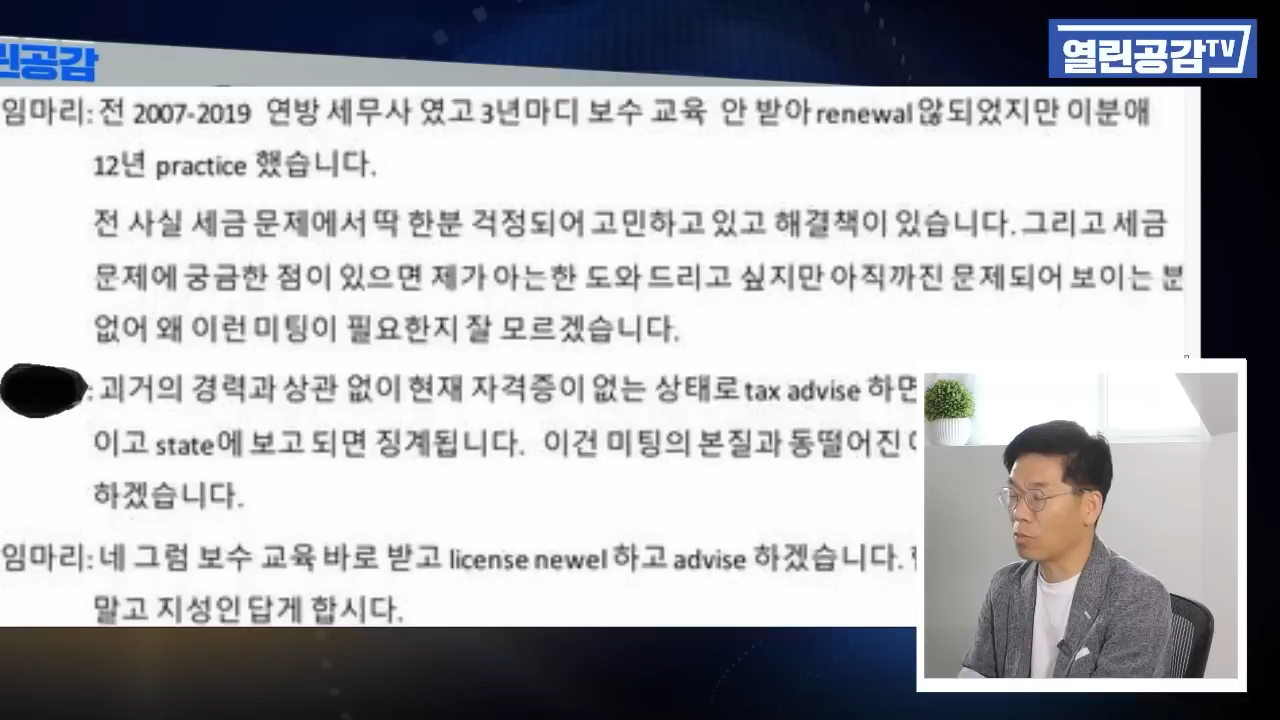 린공감
열린공감TV
임마리: 전 2007-2019 연방 세무사 였고 3년마디 보수 교육 안 받아 renewal 않되었지만 이분애
12년 practice 했습니다.
전 사실 세금 문제에서 딱 한분 걱정되어 고민하고 있고 해결책이 있습니다. 그리고 세금
문제에 궁금한 점이 있으면 제가 아는한 도와 드리고 싶지만 아직까진 문제되어 보이는 분
없어 왜 이런 미팅이 필요한지 잘 모르겠습니다.
: 괴거의 경력과 상관 없이 현재 자격증이 없는 상태로 tax advise 하면
이고 state에 보고 되면 징계됩니다. 이건 미팅의 본질과 동떨어진
하겠습니다.
임마리: 네 그럼 보수 교육 바로 받고 license newel 하고 advise 하겠습니다.
말고 지성인 답게 합시다.